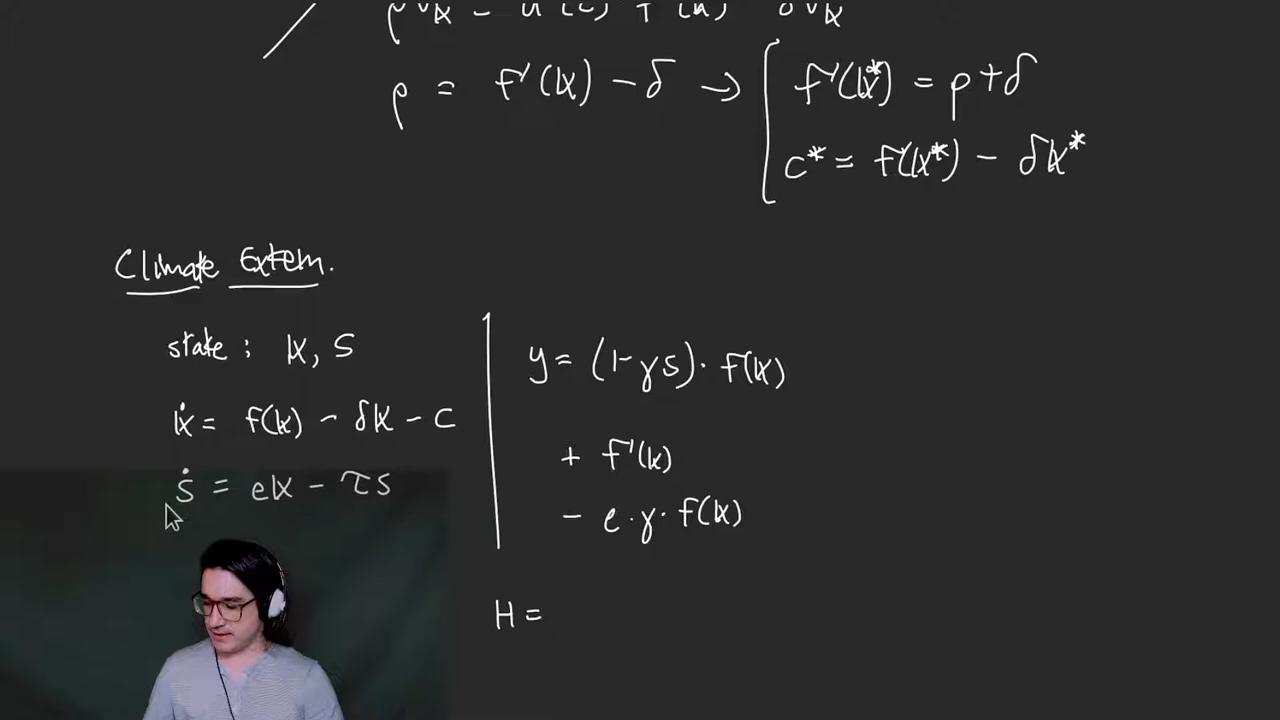 ρ = f'(k) - δ → f'(k*) = ρ+δ
c* = f(k*) - δk*
Climate Extern.
state : k, S
k̇ = f(k) - δk - c
ṡ = ek - τs
y = (1-γs)·f(k)
+ f'(k)
- e·γ·f(k)
H =